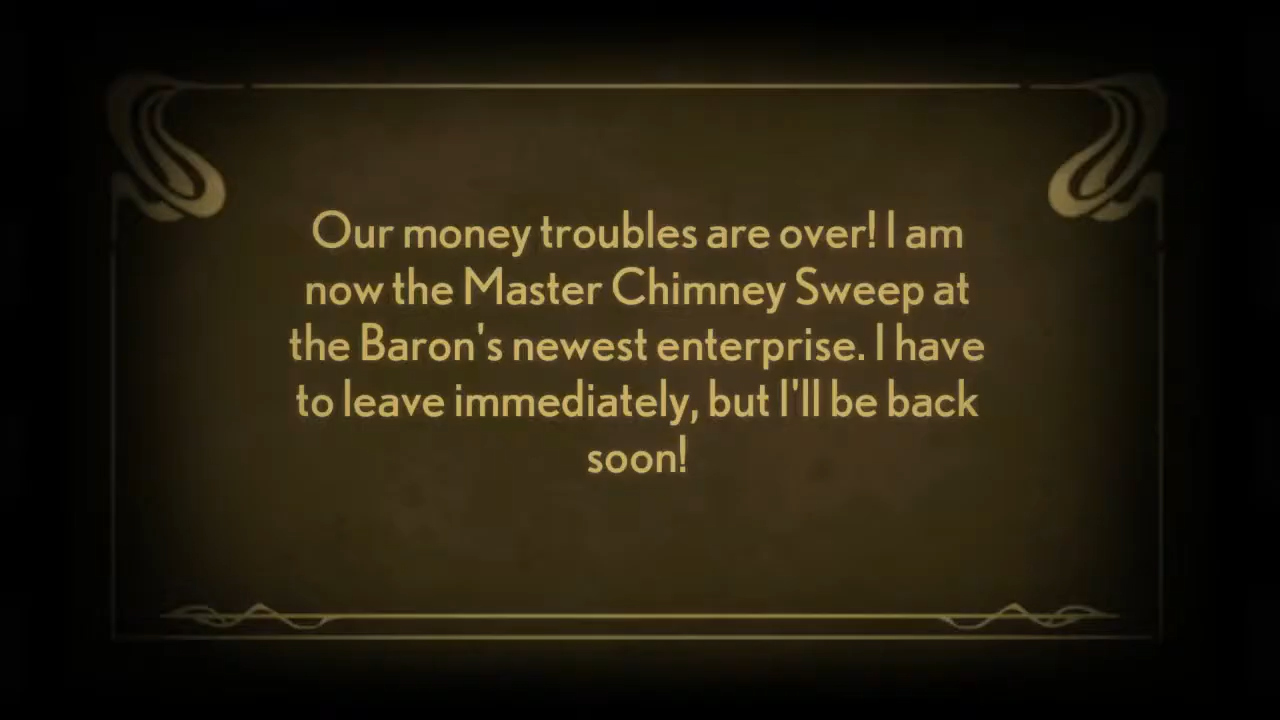 Our money troubles are over! I am
now the Master Chimney Sweep at
the Baron's newest enterprise. I have
to leave immediately, but I'll be back
soon!